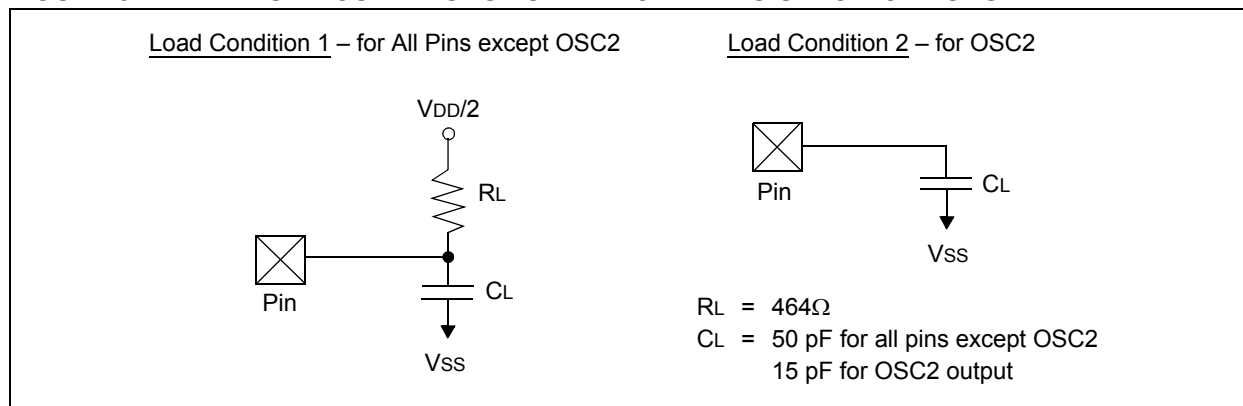 Load Condition 1 – for All Pins except OSC2
VDD/2
RL
Pin
CL
VSS
Load Condition 2 – for OSC2
Pin
CL
VSS
RL = 464Ω
CL = 50 pF for all pins except OSC2
15 pF for OSC2 output